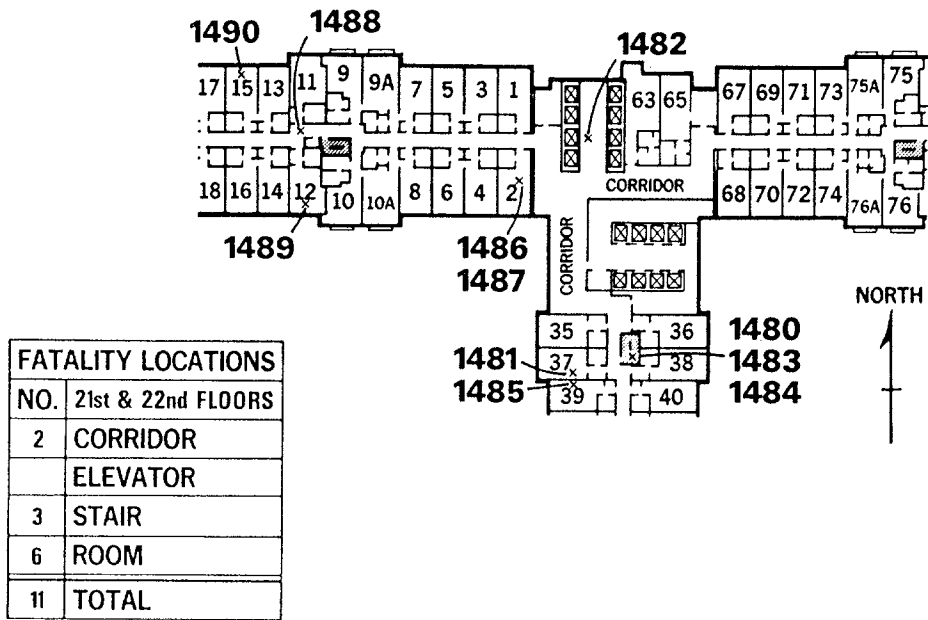 1490
1488
1482
17 15 13 11 9 9A 7 5 3 1
63 65 67 69 71 73 75A 75
CORRIDOR
18 16 14 12 10 10A 8 6 4 2
68 70 72 74 76A 76
1489
1486
1487
CORRIDOR
NORTH
35 36
37 38
39 40
1481
1485
1480
1483
1484
FATALITY LOCATIONS
NO. 21st & 22nd FLOORS
2 CORRIDOR
ELEVATOR
3 STAIR
6 ROOM
11 TOTAL